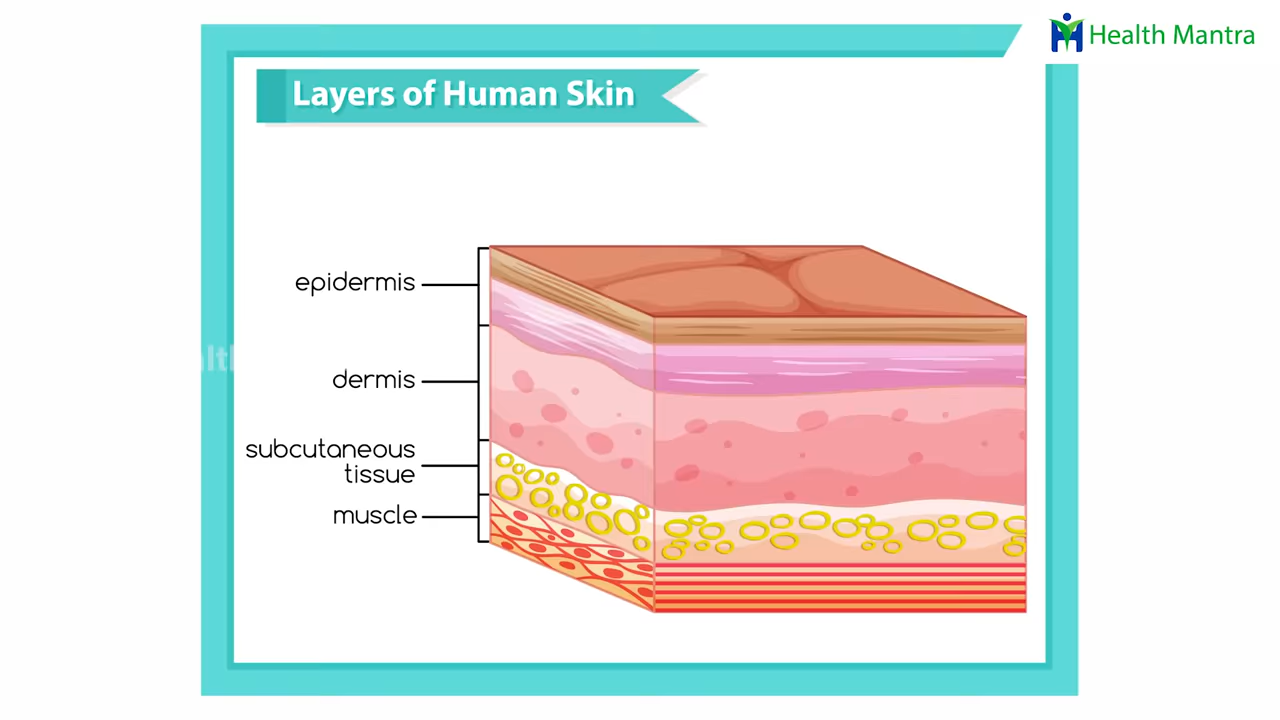 Health Mantra
Layers of Human Skin
epidermis
dermis
subcutaneous
tissue
muscle